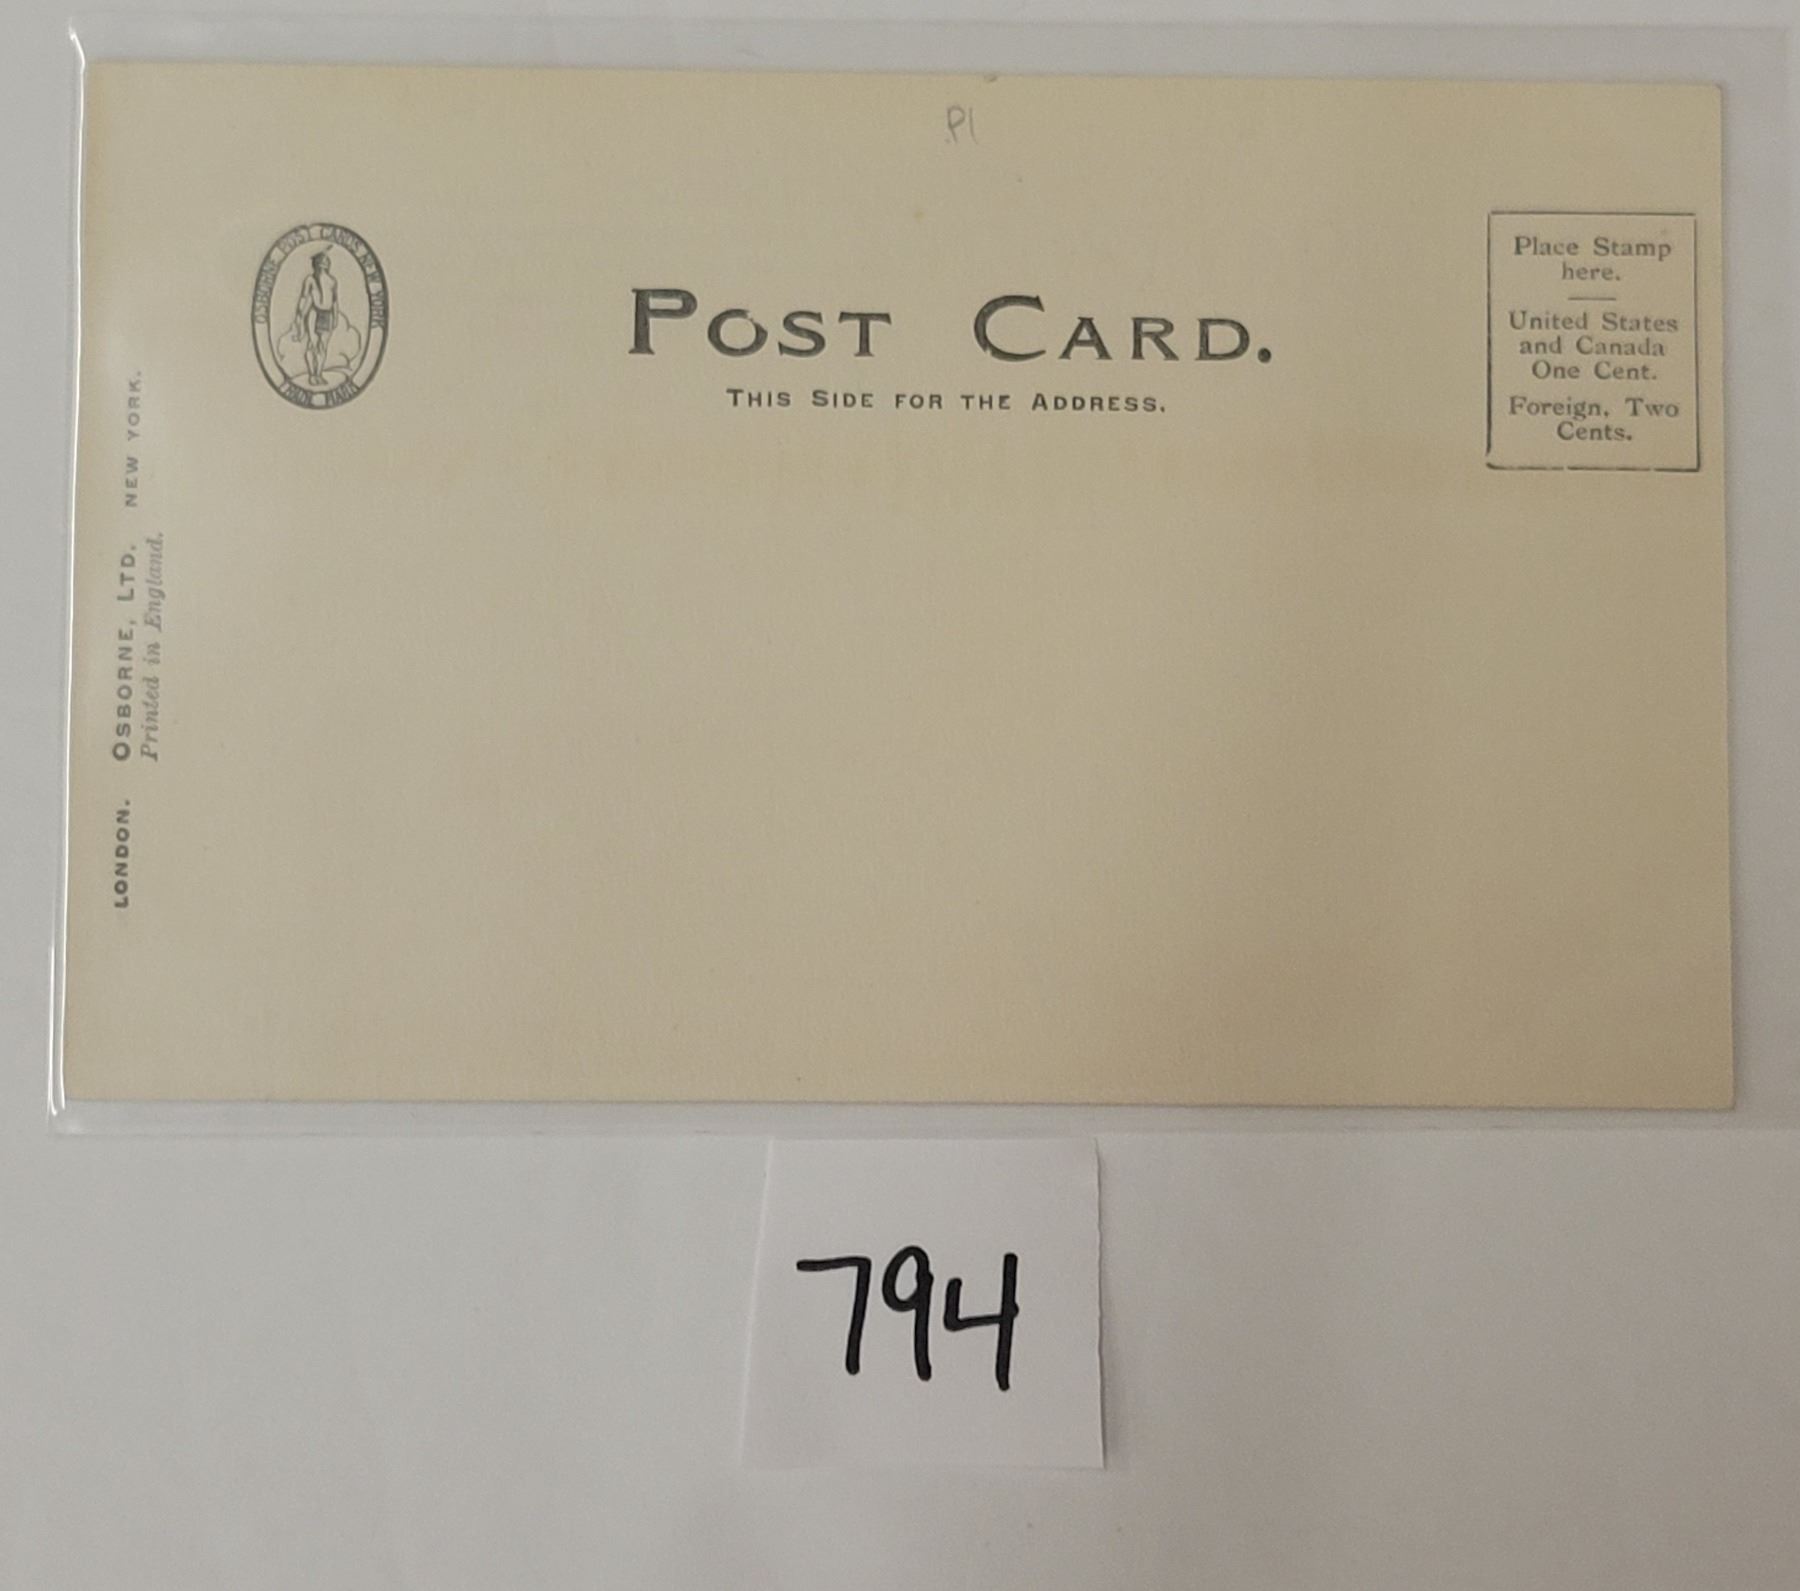 P1
OSBORNE POST CARDS NEW YORK
TRADE MARK
POST CARD.
THIS SIDE FOR THE ADDRESS.
Place Stamp
here.
United States
and Canada
One Cent.
Foreign, Two
Cents.
LONDON. OSBORNE, LTD. NEW YORK.
Printed in England.
794